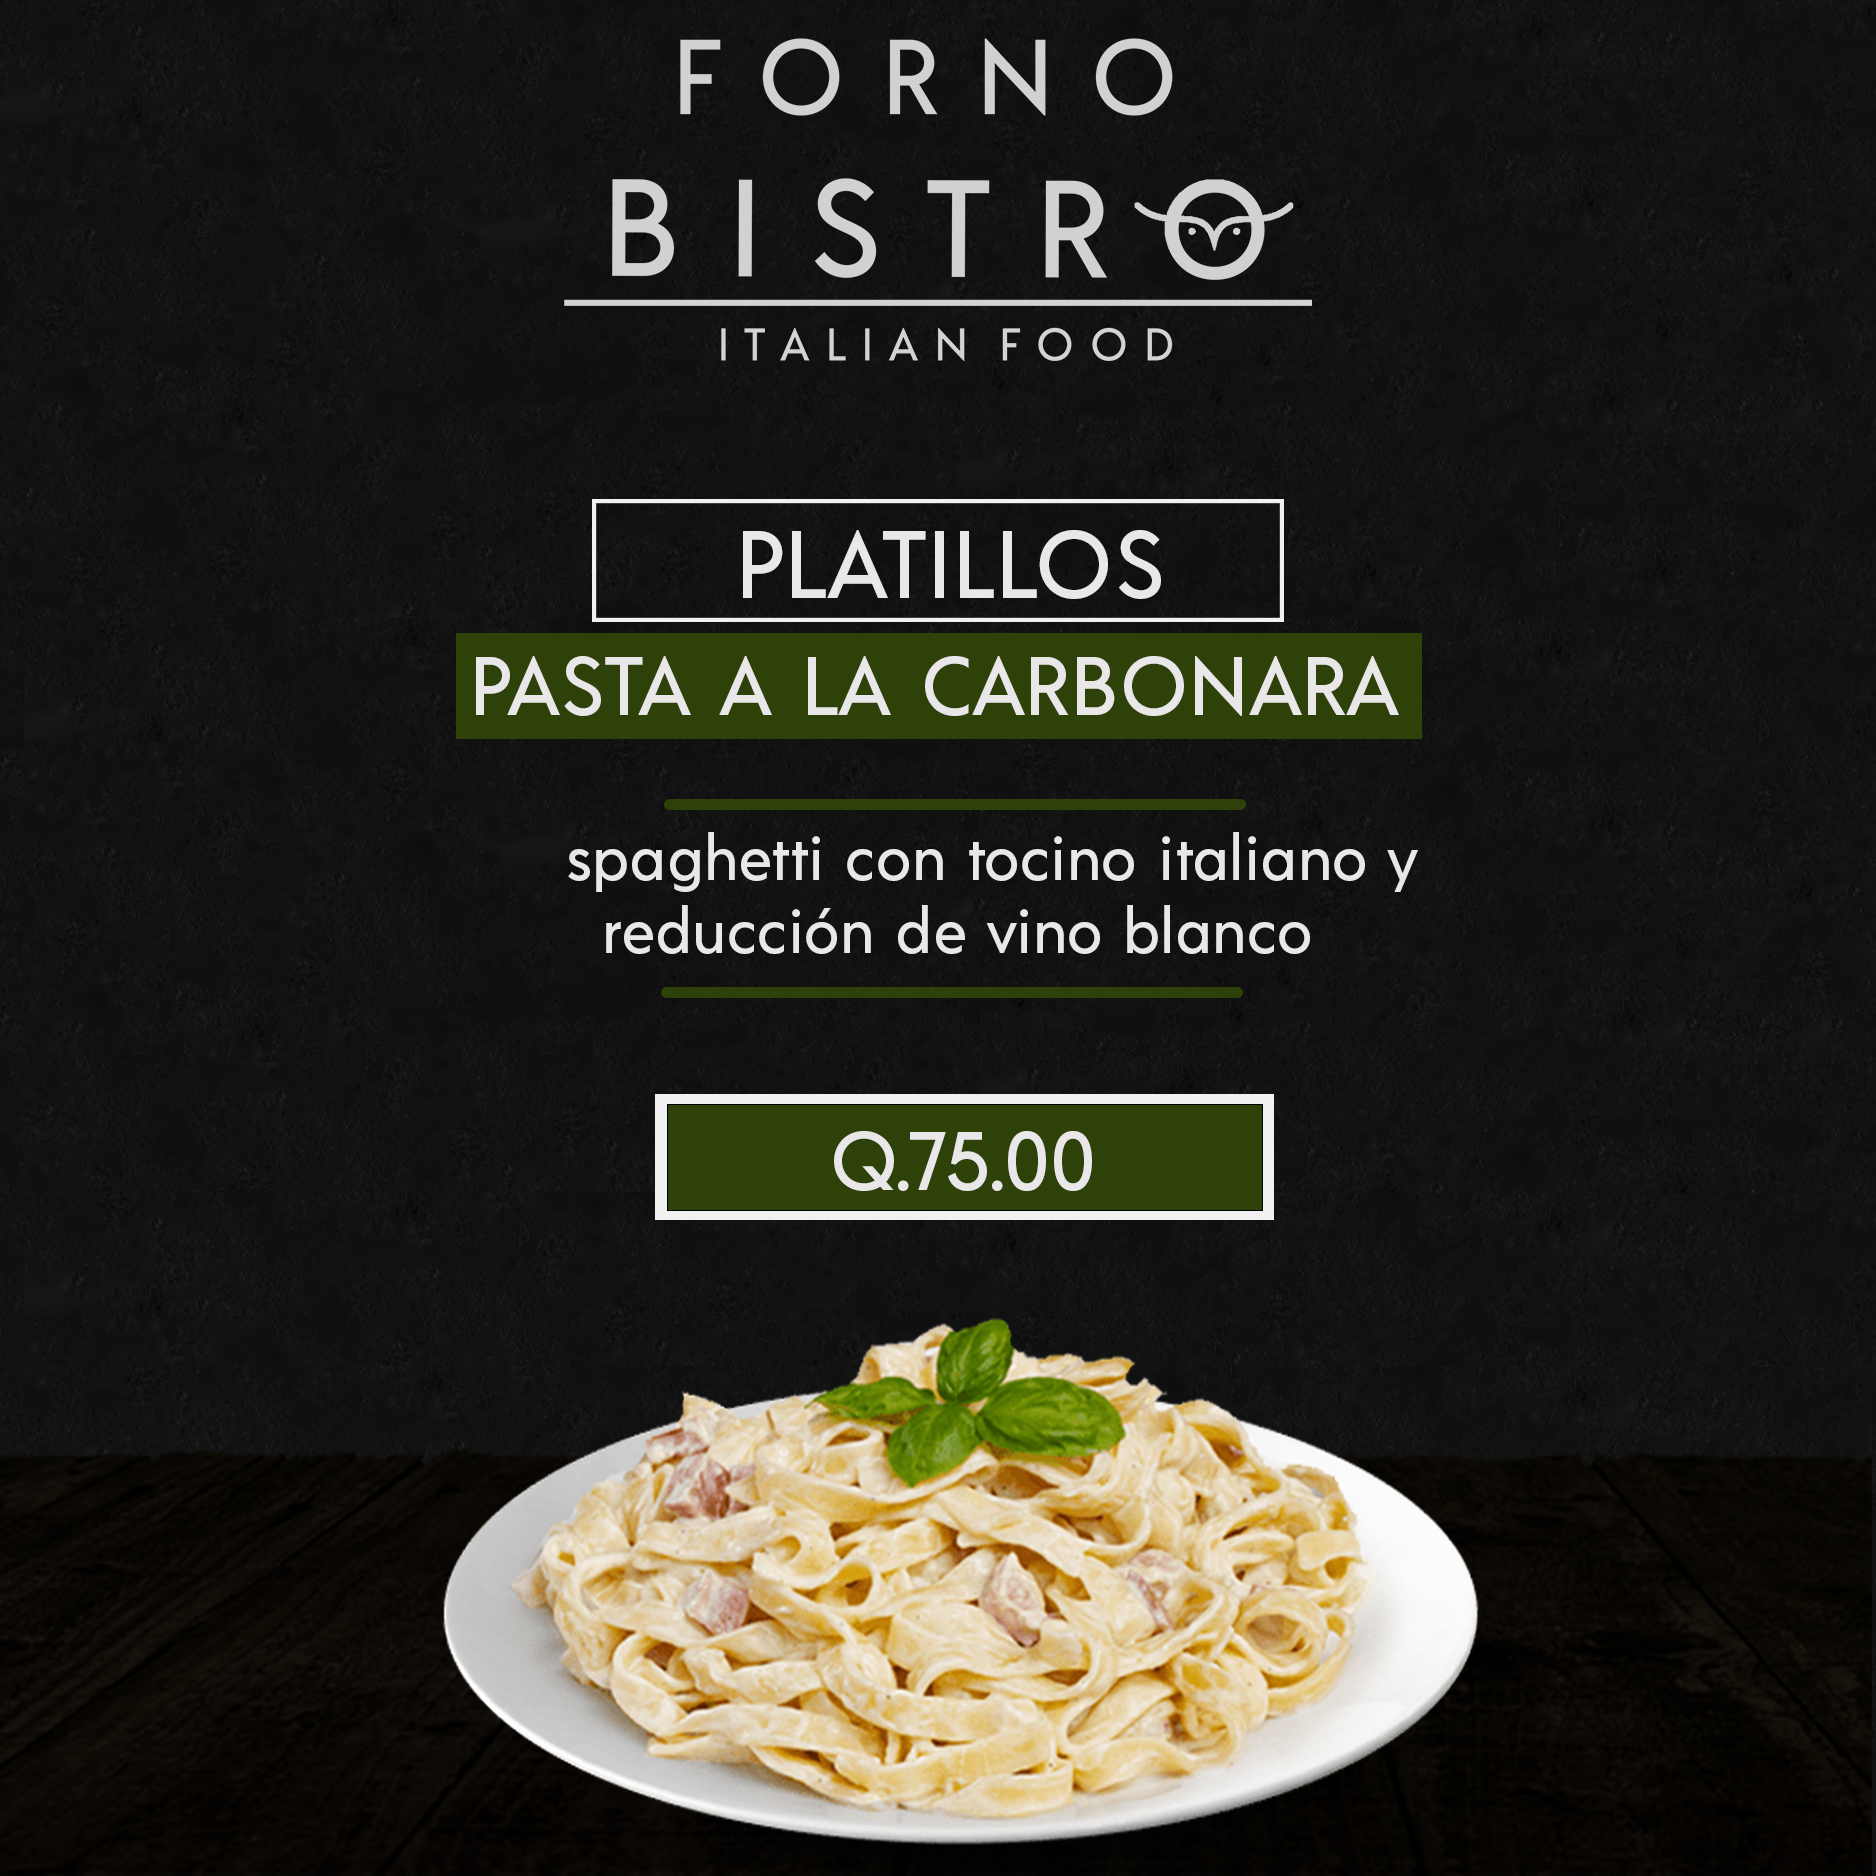 FORNO
BISTRO
ITALIAN FOOD
PLATILLOS
PASTA A LA CARBONARA
spaghetti con tocino italiano y
reducción de vino blanco
Q.75.00